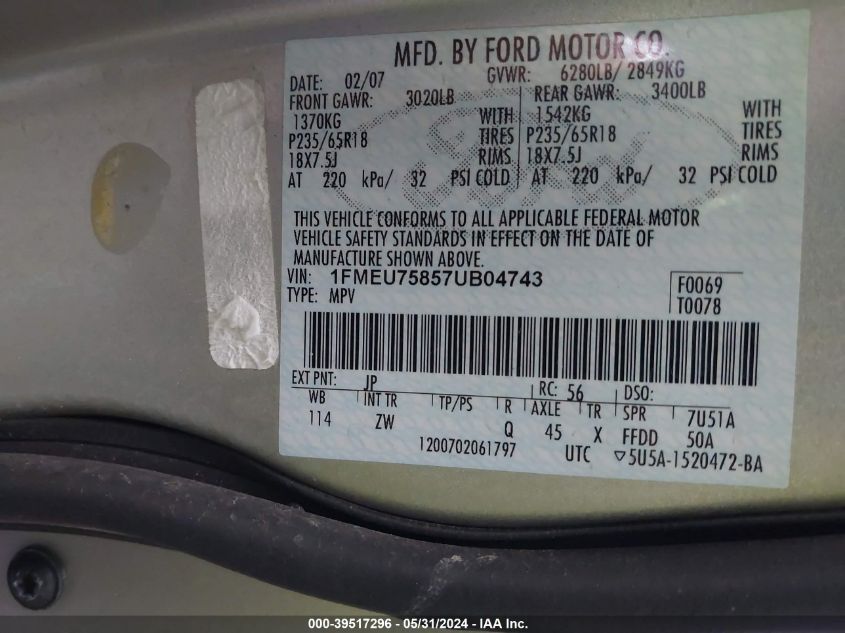 MFD. BY FORD MOTOR CO.
DATE: 02/07 GVWR: 6280LB/ 2849KG
FRONT GAWR: 3020LB REAR GAWR: 3400LB
1370KG WITH 1542KG WITH
P235/65R18 TIRES P235/65R18 TIRES
18X7.5J RIMS 18X7.5J RIMS
AT 220 kPa/ 32 PSI COLD AT 220 kPa/ 32 PSI COLD
THIS VEHICLE CONFORMS TO ALL APPLICABLE FEDERAL MOTOR
VEHICLE SAFETY STANDARDS IN EFFECT ON THE DATE OF
MANUFACTURE SHOWN ABOVE.
VIN: 1FMEU75857UB04743 F0069
TYPE: MPV T0078
EXT PNT: JP RC: 56 DSO:
WB INT TR TP/PS R AXLE TR SPR 7U51A
114 ZW Q 45 X FFDD 50A
1200702061797 UTC ▽5U5A-1520472-BA
000-39517296 - 05/31/2024 - IAA Inc.